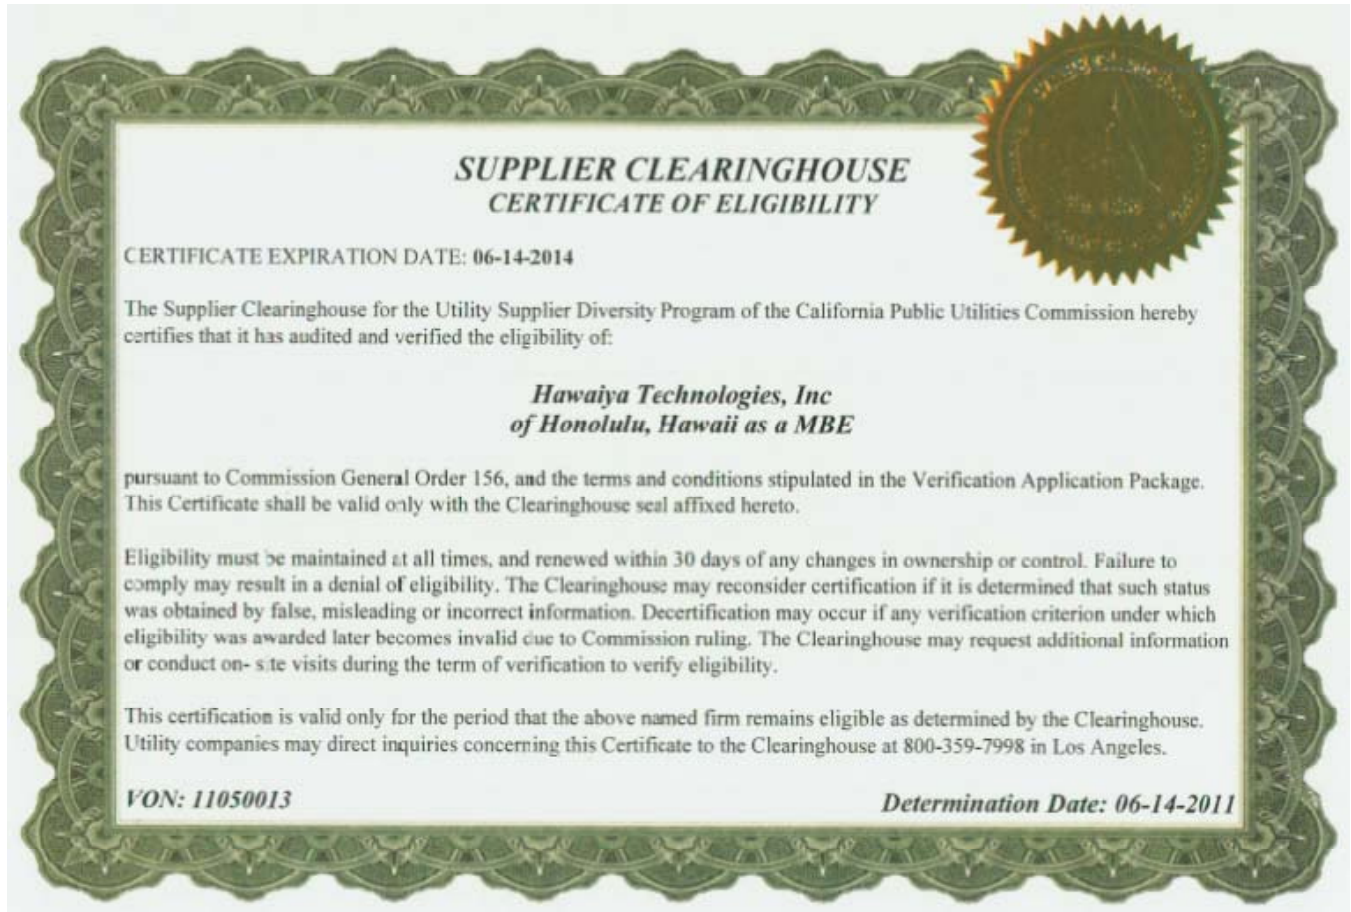 SUPPLIER CLEARINGHOUSE
CERTIFICATE OF ELIGIBILITY
CERTIFICATE EXPIRATION DATE: 06-14-2014
The Supplier Clearinghouse for the Utility Supplier Diversity Program of the California Public Utilities Commission hereby
certifies that it has audited and verified the eligibility of:
Hawaiya Technologies, Inc
of Honolulu, Hawaii as a MBE
pursuant to Commission General Order 156, and the terms and conditions stipulated in the Verification Application Package.
This Certificate shall be valid only with the Clearinghouse seal affixed hereto.
Eligibility must be maintained at all times, and renewed within 30 days of any changes in ownership or control. Failure to
comply may result in a denial of eligibility. The Clearinghouse may reconsider certification if it is determined that such status
was obtained by false, misleading or incorrect information. Decertification may occur if any verification criterion under which
eligibility was awarded later becomes invalid due to Commission ruling. The Clearinghouse may request additional information
or conduct on- site visits during the term of verification to verify eligibility.
This certification is valid only for the period that the above named firm remains eligible as determined by the Clearinghouse.
Utility companies may direct inquiries concerning this Certificate to the Clearinghouse at 800-359-7998 in Los Angeles.
VON: 11050013
Determination Date: 06-14-2011